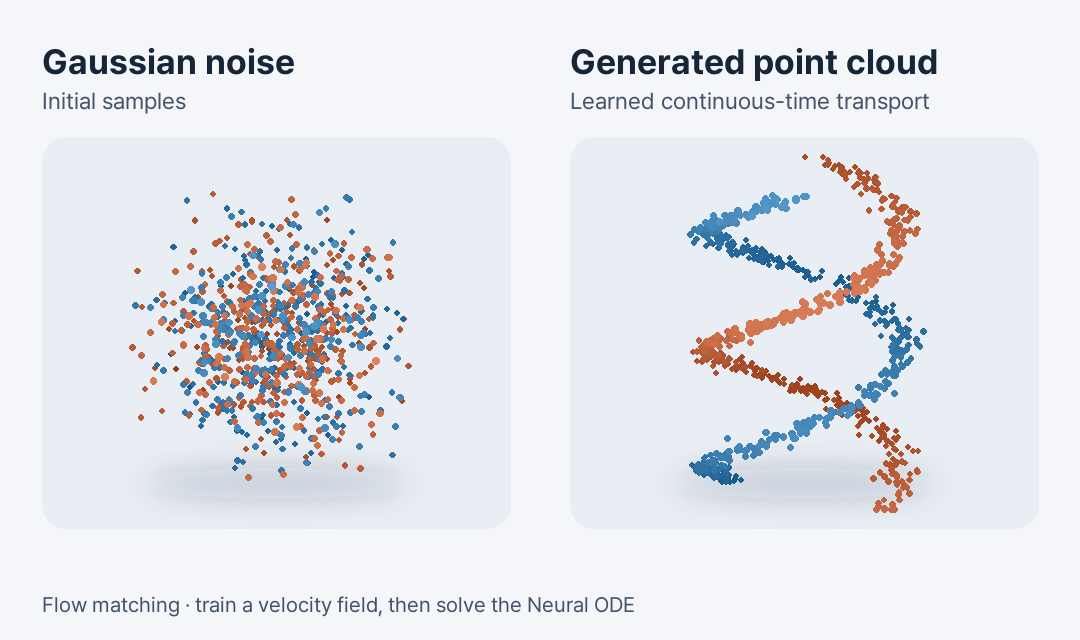 Gaussian noise
Initial samples
Generated point cloud
Learned continuous-time transport
Flow matching · train a velocity field, then solve the Neural ODE